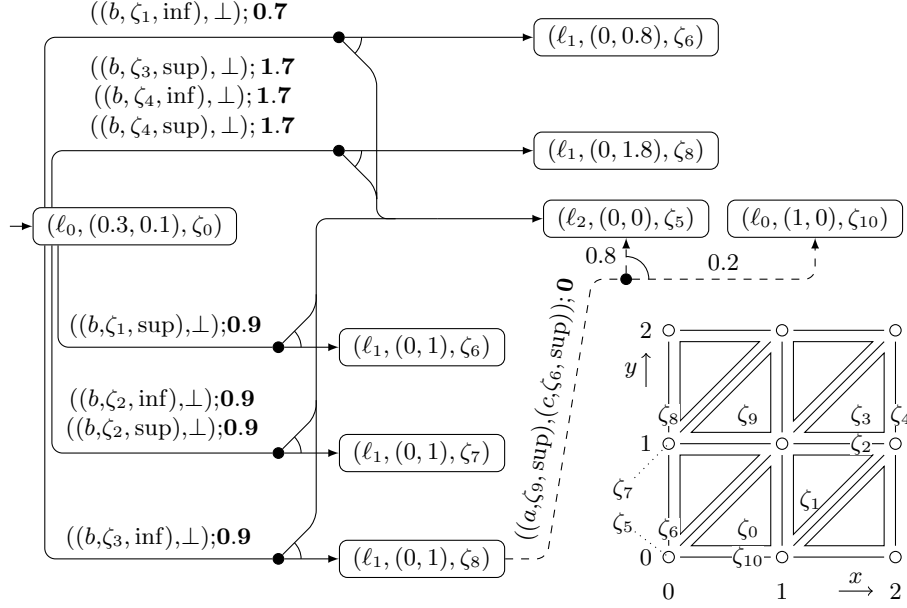 ((b, ζ₁, inf), ⊥); 0.7
(ℓ₁, (0, 0.8), ζ₆)
((b, ζ₃, sup), ⊥); 1.7
((b, ζ₄, inf), ⊥); 1.7
((b, ζ₄, sup), ⊥); 1.7
(ℓ₁, (0, 1.8), ζ₈)
(ℓ₀, (0.3, 0.1), ζ₀)
(ℓ₂, (0, 0), ζ₅)
(ℓ₀, (1, 0), ζ₁₀)
0.8
0.2
((b,ζ₁, sup),⊥);0.9
(ℓ₁, (0, 1), ζ₆)
((b,ζ₂, inf),⊥);0.9
((b,ζ₂, sup),⊥);0.9
(ℓ₁, (0, 1), ζ₇)
((b,ζ₃, inf),⊥);0.9
(ℓ₁, (0, 1), ζ₈)
((a,ζ₉, sup),(c,ζ₆, sup)); 0
2
y
ζ₈
ζ₉
ζ₃
ζ₄
1
ζ₂
ζ₇
ζ₁
ζ₅
ζ₆
ζ₀
0
ζ₁₀
0
1
x
2